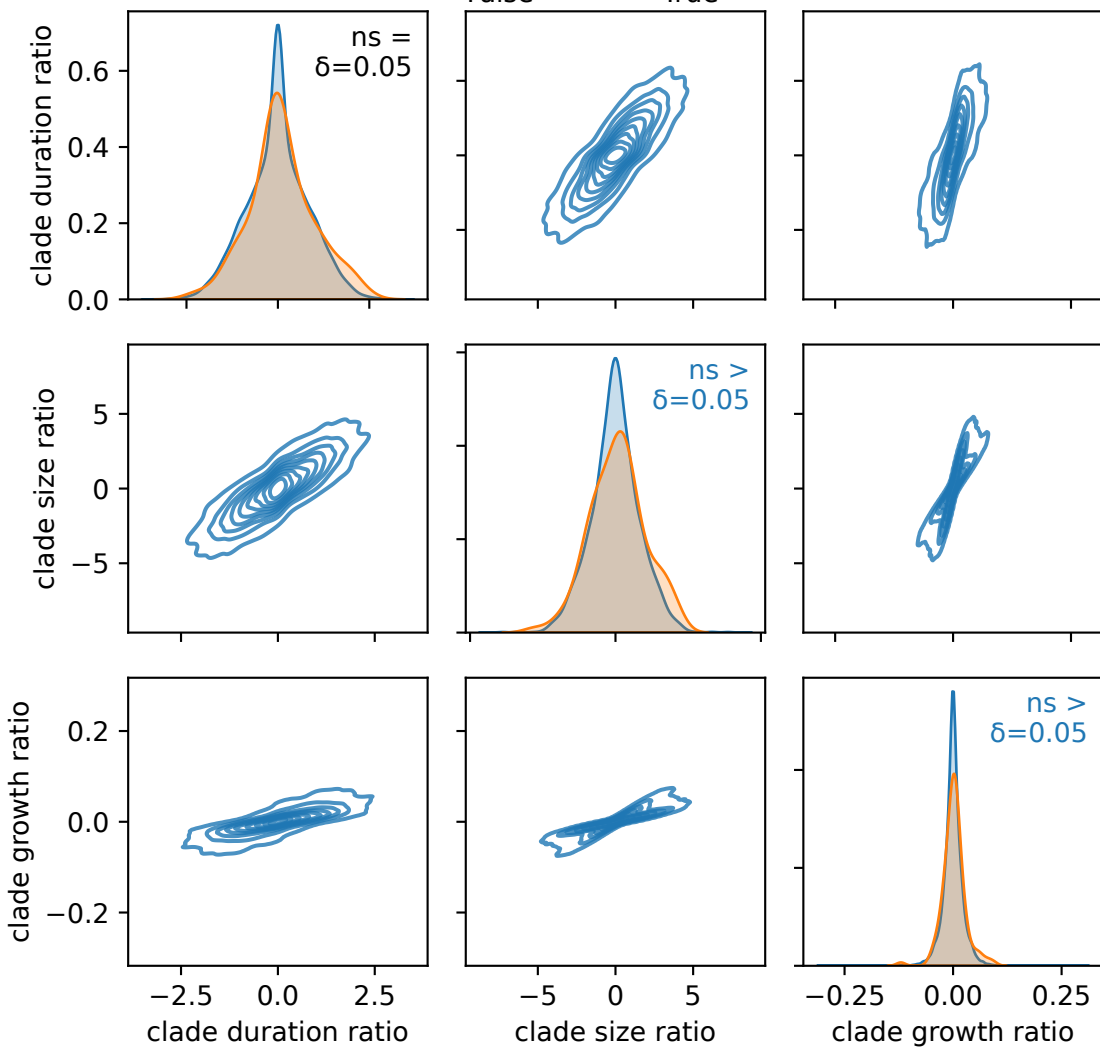 clade duration ratio
0.6
0.4
0.2
0.0
ns =
δ=0.05
clade size ratio
5
0
−5
ns >
δ=0.05
clade growth ratio
0.2
0.0
−0.2
ns >
δ=0.05
−2.5 0.0 2.5
−5 0 5
−0.25 0.00 0.25
clade duration ratio
clade size ratio
clade growth ratio